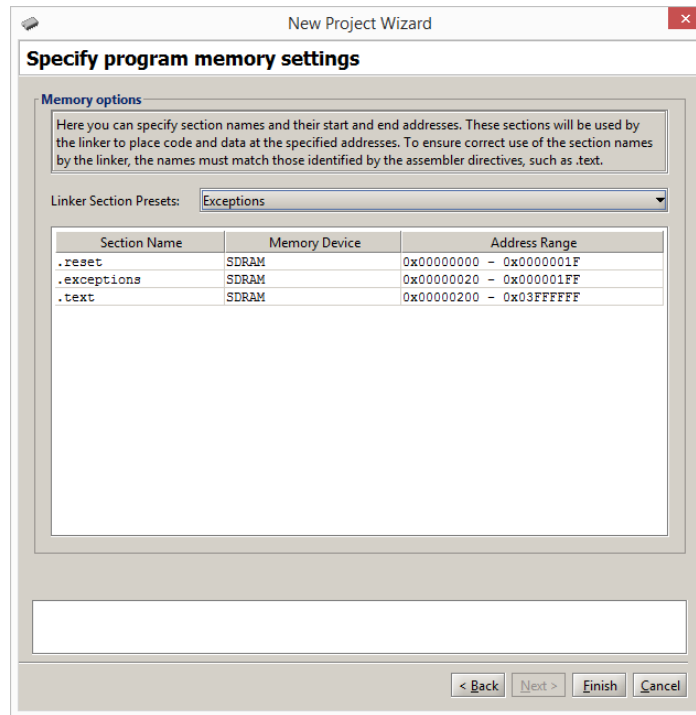 New Project Wizard
Specify program memory settings
Memory options
Here you can specify section names and their start and end addresses. These sections will be used by
the linker to place code and data at the specified addresses. To ensure correct use of the section names
by the linker, the names must match those identified by the assembler directives, such as .text.
Linker Section Presets: Exceptions
Section Name Memory Device Address Range
.reset SDRAM 0x00000000 - 0x0000001F
.exceptions SDRAM 0x00000020 - 0x000001FF
.text SDRAM 0x00000200 - 0x03FFFFFF
< Back Next > Finish Cancel